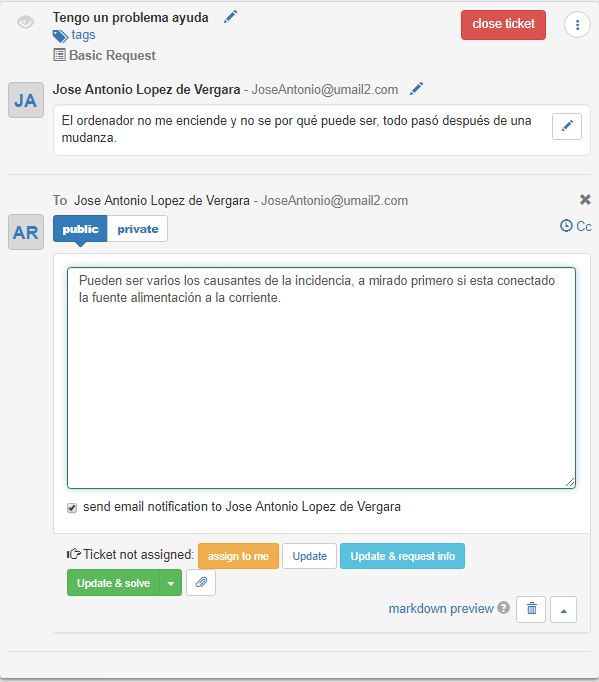 Tengo un problema ayuda
close ticket
tags
Basic Request
JA
Jose Antonio Lopez de Vergara - JoseAntonio@umail2.com
El ordenador no me enciende y no se por qué puede ser, todo pasó después de una
mudanza.
To Jose Antonio Lopez de Vergara - JoseAntonio@umail2.com
AR
public private
Cc
Pueden ser varios los causantes de la incidencia, a mirado primero si esta conectado
la fuente alimentación a la corriente.
send email notification to Jose Antonio Lopez de Vergara
Ticket not assigned: assign to me Update Update & request info
Update & solve
markdown preview